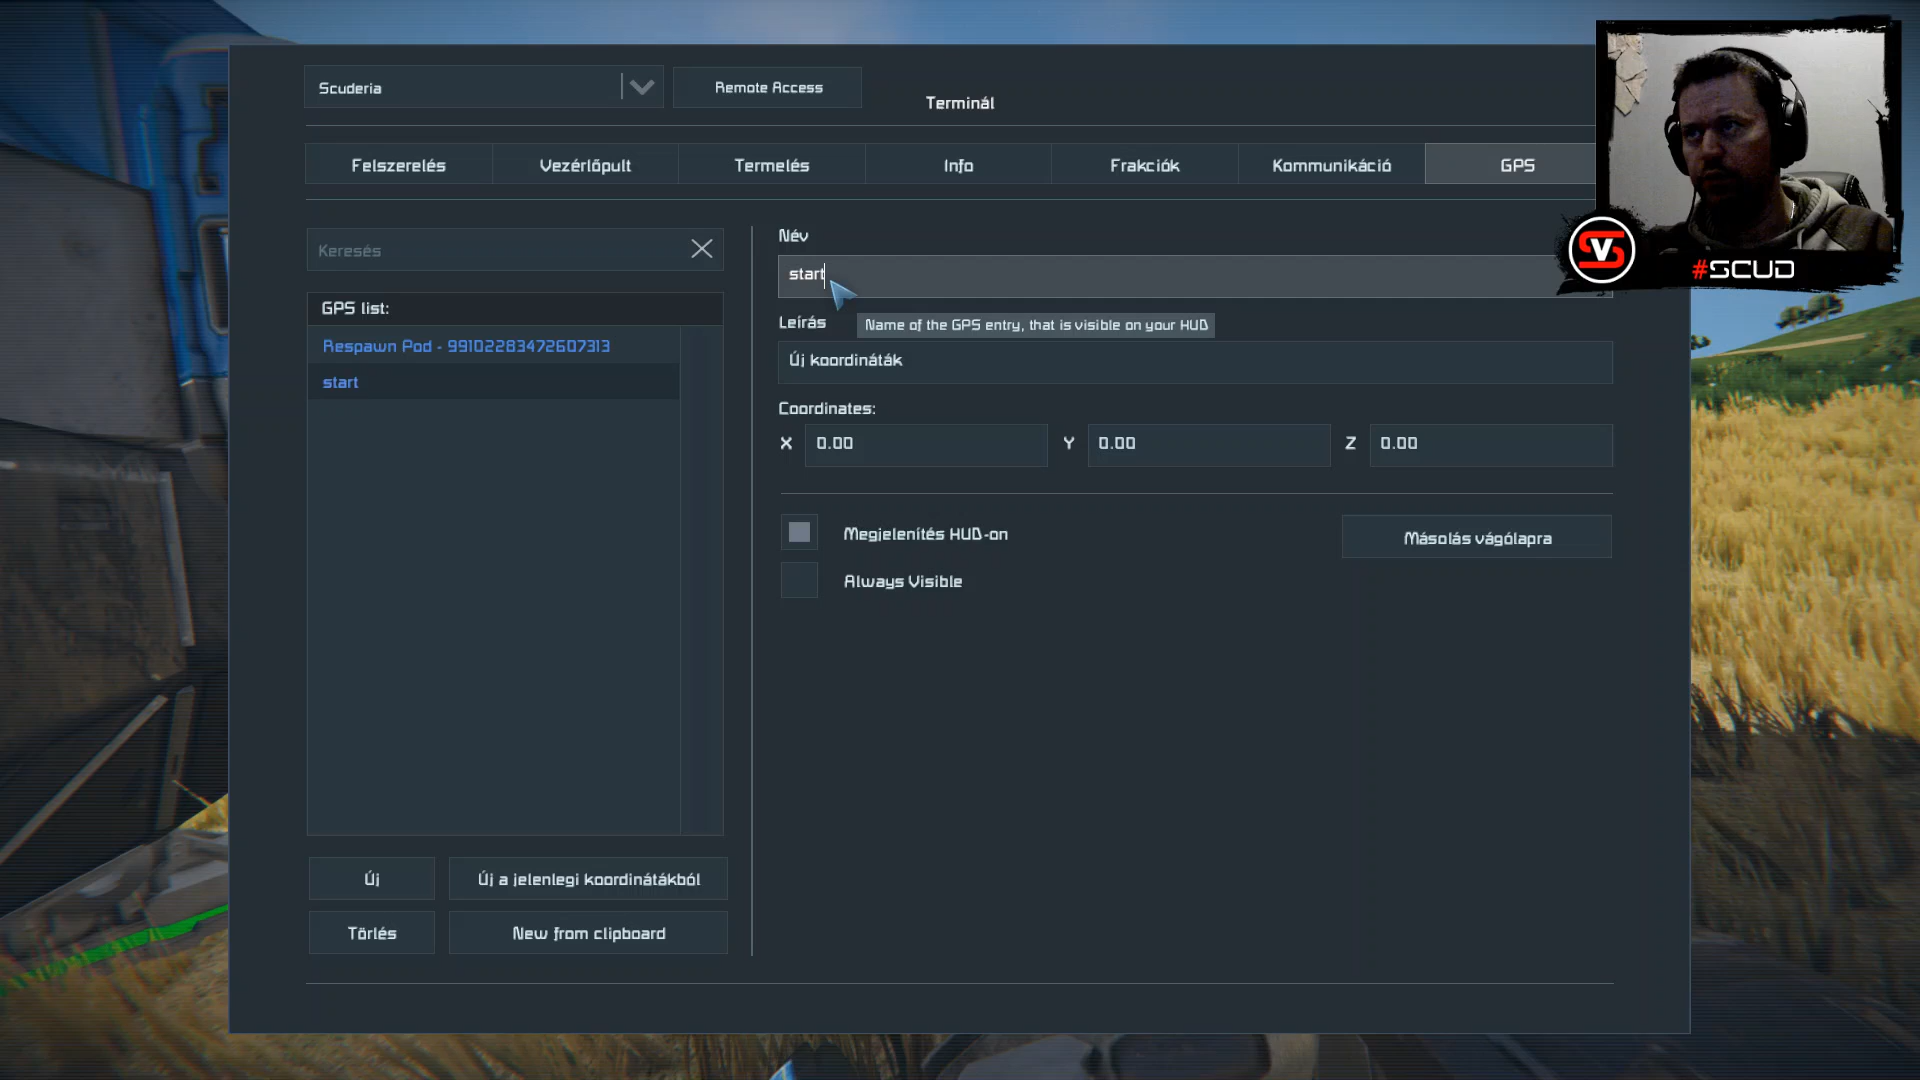 Scuderia
Remote Access
Terminál
Felszerelés
Vezérlőpult
Termelés
Info
Frakciók
Kommunikáció
GPS
Keresés
GPS list:
Respawn Pod - 99102283472607313
start
Új
Új a jelenlegi koordinátákból
Törlés
New from clipboard
Név
start
Leírás
Name of the GPS entry, that is visible on your HUD
Új koordináták
Coordinates:
X 0.00 Y 0.00 Z 0.00
Megjelenítés HUD-on
Másolás vágólapra
Always Visible
SV
#SCUD